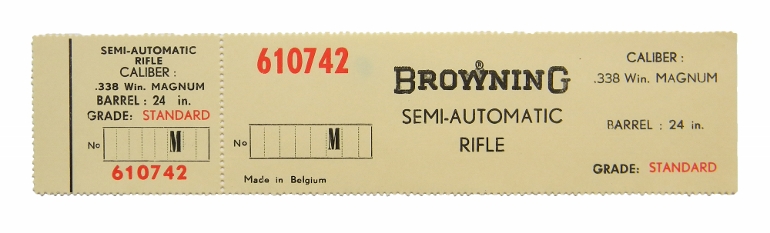 SEMI-AUTOMATIC
RIFLE
CALIBER :
.338 Win. MAGNUM
BARREL : 24 in.
GRADE: STANDARD
No M
610742
610742
No M
Made in Belgium
BROWNING
SEMI-AUTOMATIC
RIFLE
CALIBER :
.338 Win. MAGNUM
BARREL : 24 in.
GRADE: STANDARD